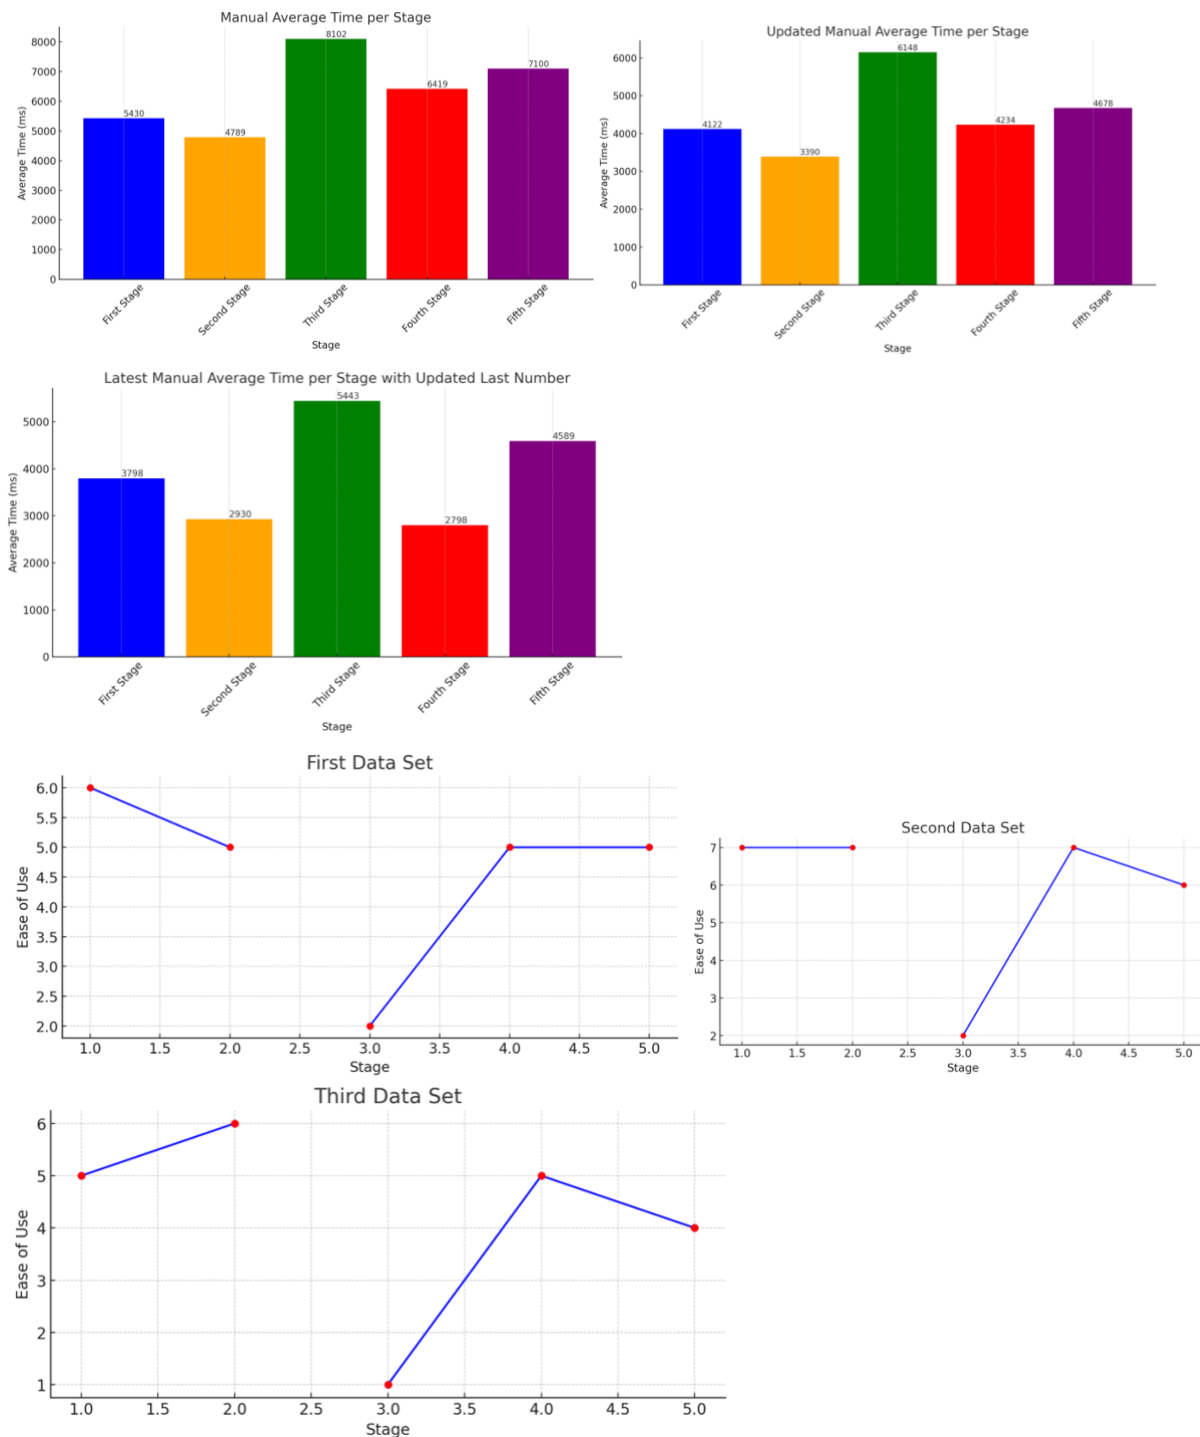 Manual Average Time per Stage
8000
7000
6000
5000
4000
3000
2000
1000
0
Average Time (ms)
5430
4789
8102
6419
7100
First Stage
Second Stage
Third Stage
Fourth Stage
Fifth Stage
Stage
Updated Manual Average Time per Stage
6000
5000
4000
3000
2000
1000
0
Average Time (ms)
4122
3390
6148
4234
4678
First Stage
Second Stage
Third Stage
Fourth Stage
Fifth Stage
Stage
Latest Manual Average Time per Stage with Updated Last Number
5000
4000
3000
2000
1000
0
Average Time (ms)
3798
2930
5443
2798
4589
First Stage
Second Stage
Third Stage
Fourth Stage
Fifth Stage
Stage
First Data Set
6.0
5.5
5.0
4.5
4.0
3.5
3.0
2.5
2.0
Ease of Use
1.0 1.5 2.0 2.5 3.0 3.5 4.0 4.5 5.0
Stage
Second Data Set
7
6
5
4
3
2
Ease of Use
1.0 1.5 2.0 2.5 3.0 3.5 4.0 4.5 5.0
Stage
Third Data Set
6
5
4
3
2
1
Ease of Use
1.0 1.5 2.0 2.5 3.0 3.5 4.0 4.5 5.0
Stage